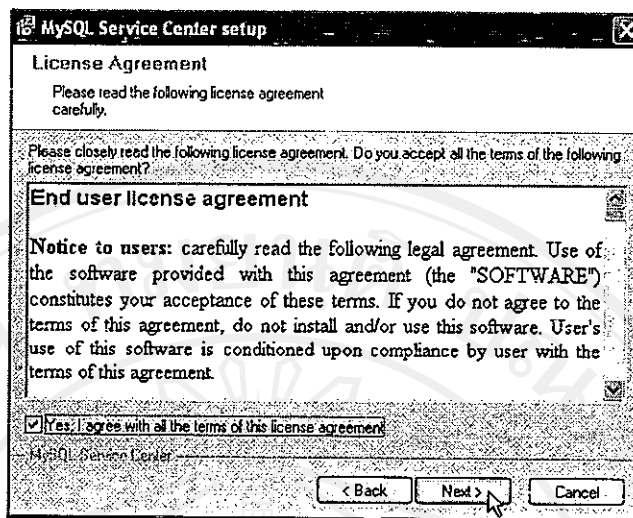 MySQL Service Center setup
License Agreement
Please read the following license agreement
carefully.
Please closely read the following license agreement. Do you accept all the terms of the following
license agreement?
End user license agreement
Notice to users: carefully read the following legal agreement. Use of
the software provided with this agreement (the "SOFTWARE")
constitutes your acceptance of these terms. If you do not agree to the
terms of this agreement, do not install and/or use this software. User's
use of this software is conditioned upon compliance by user with the
terms of this agreement.
Yes, I agree with all the terms of this license agreement
MySQL Service Center
< Back Next > Cancel